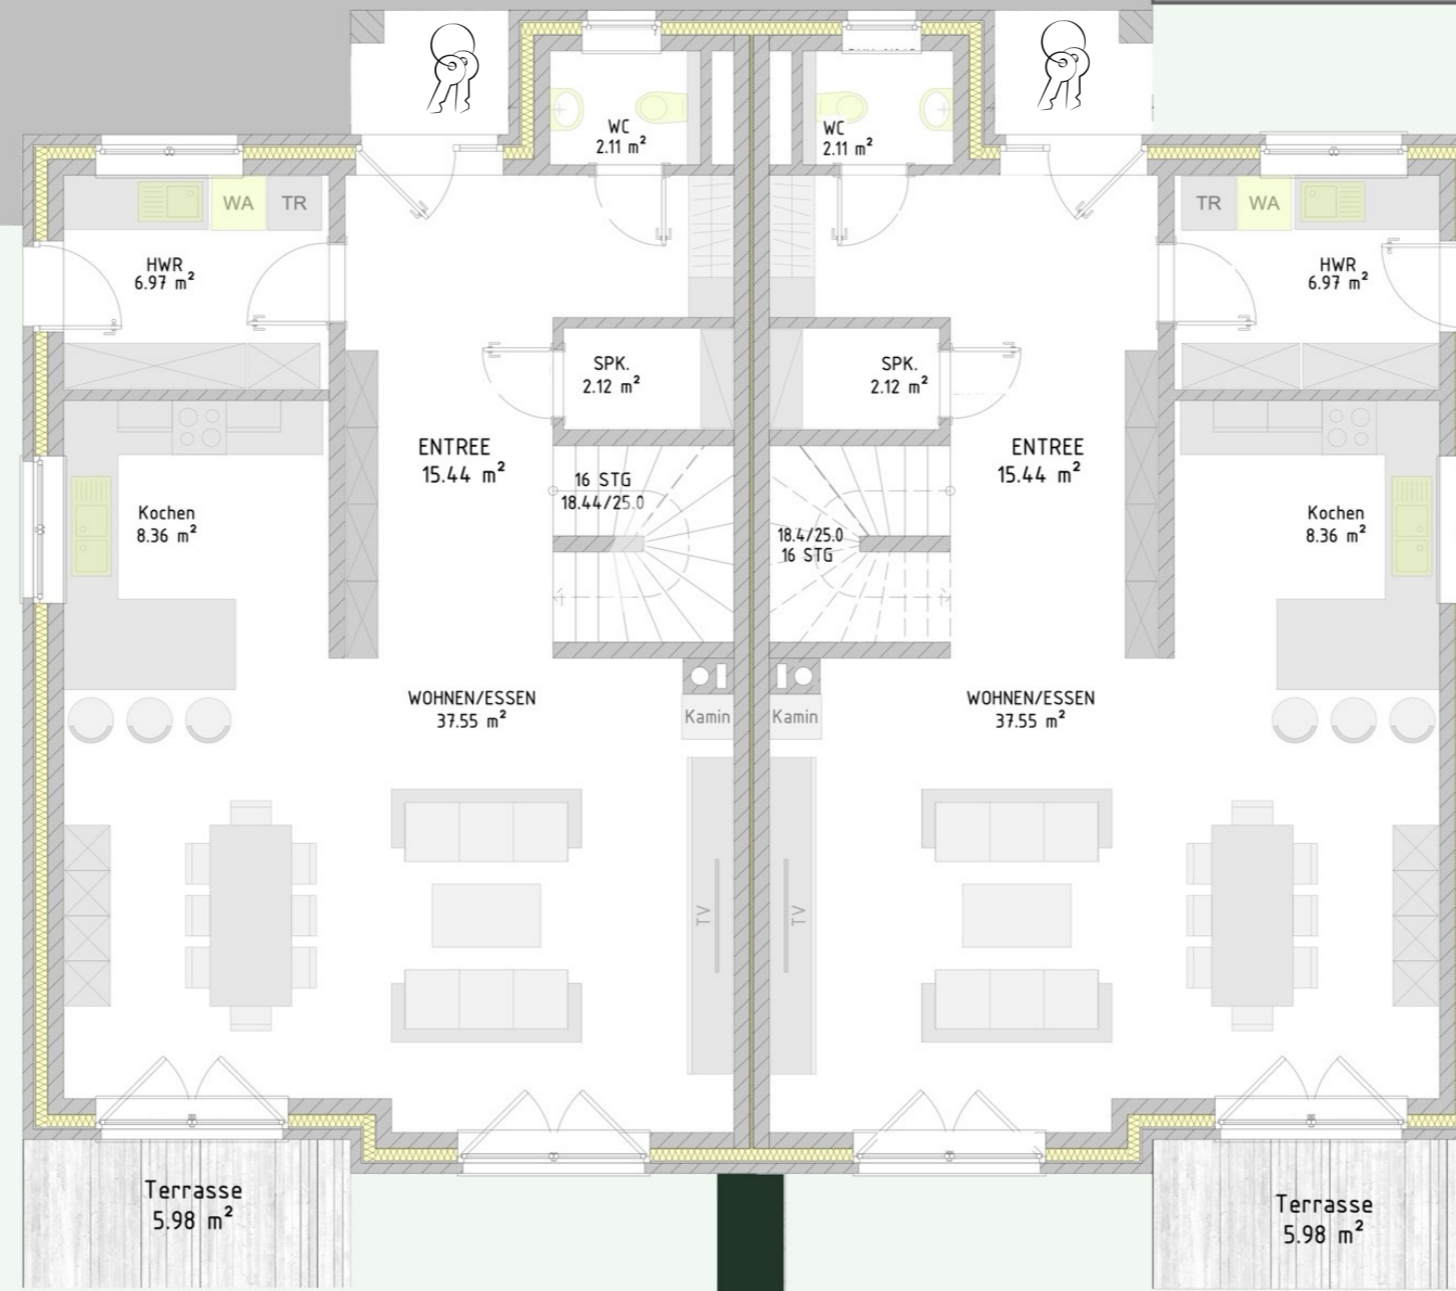 WC
2.11 m²
WC
2.11 m²
WA
TR
TR
WA
HWR
6.97 m²
HWR
6.97 m²
SPK.
2.12 m²
SPK.
2.12 m²
ENTREE
15.44 m²
ENTREE
15.44 m²
16 STG
18.44/25.0
18.4/25.0
16 STG
Kochen
8.36 m²
Kochen
8.36 m²
WOHNEN/ESSEN
37.55 m²
WOHNEN/ESSEN
37.55 m²
Kamin
Kamin
TV
TV
Terrasse
5.98 m²
Terrasse
5.98 m²